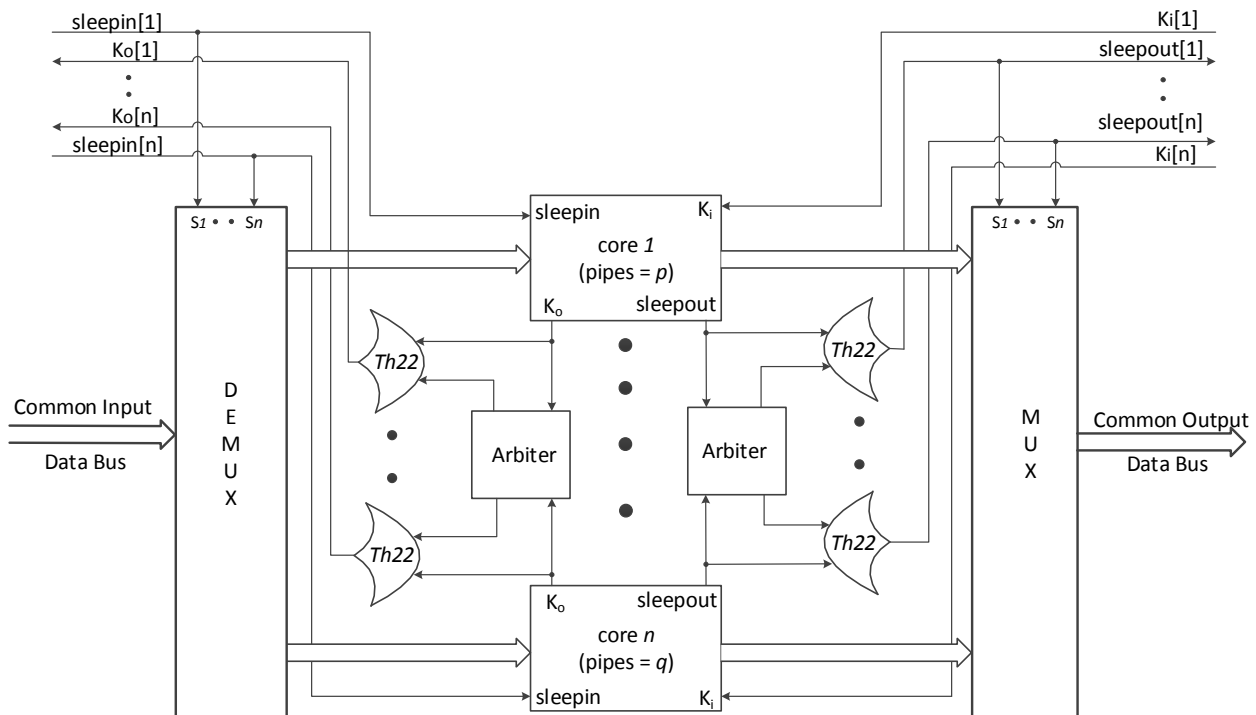 sleepin[1]
Ko[1]
Ko[n]
sleepin[n]
Ki[1]
sleepout[1]
sleepout[n]
Ki[n]
S1 Sn
sleepin Ki
core 1
(pipes = p)
Ko sleepout
S1 Sn
Th22
Th22
Common Input
Data Bus
DEMUX
Arbiter
Arbiter
MUX
Common Output
Data Bus
Th22
Th22
Ko sleepout
core n
(pipes = q)
sleepin Ki